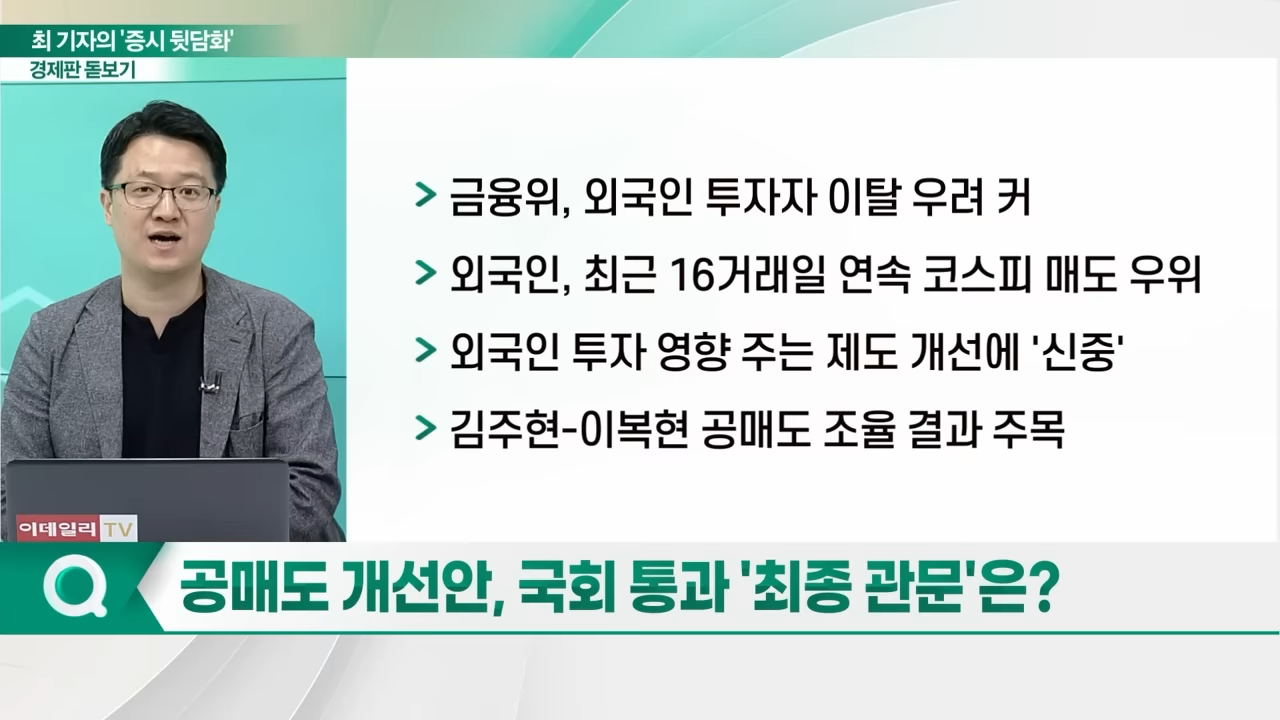 최 기자의 '증시 뒷담화'
경제판 돋보기
> 금융위, 외국인 투자자 이탈 우려 커
> 외국인, 최근 16거래일 연속 코스피 매도 우위
> 외국인 투자 영향 주는 제도 개선에 '신중'
> 김주현-이복현 공매도 조율 결과 주목
이데일리 TV
Q 공매도 개선안, 국회 통과 '최종 관문'은?